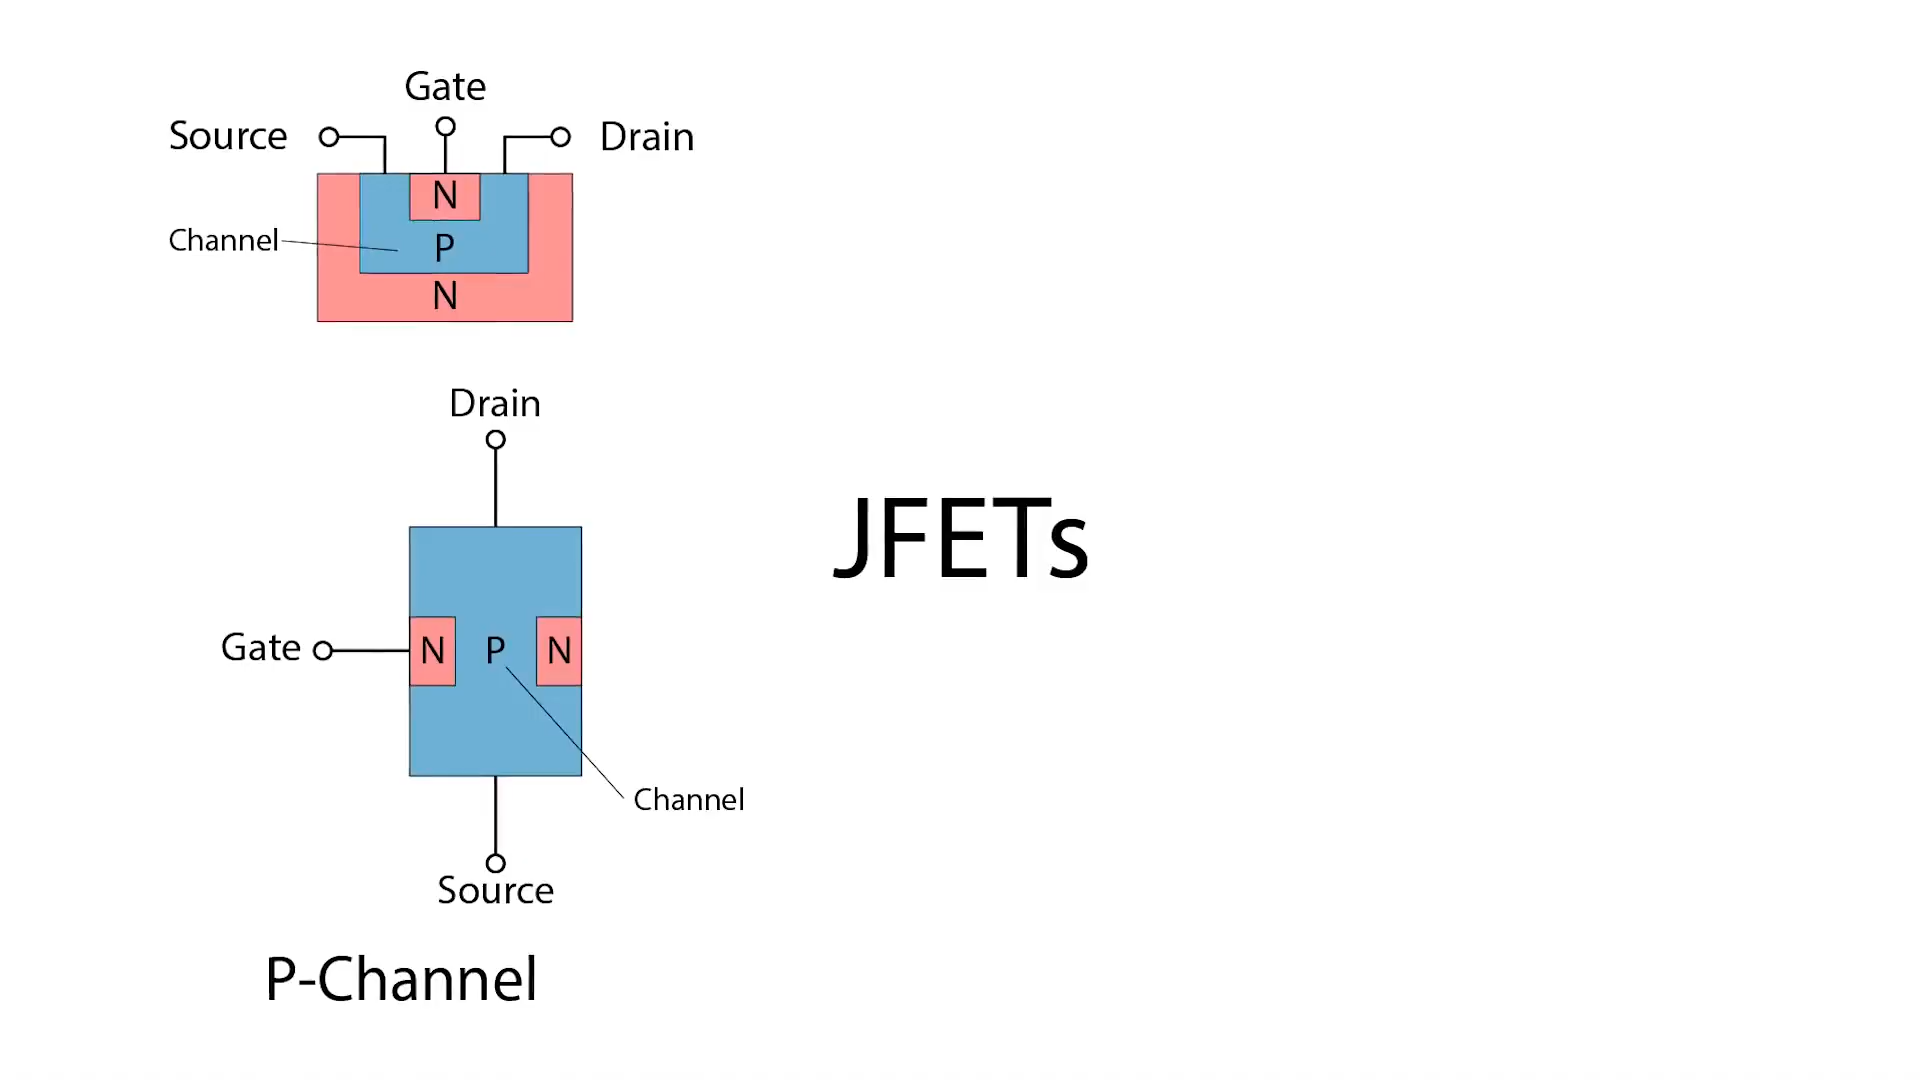 Gate
Source
Drain
N
Channel
P
N
Drain
JFETs
Gate
N
P
N
Channel
Source
P-Channel